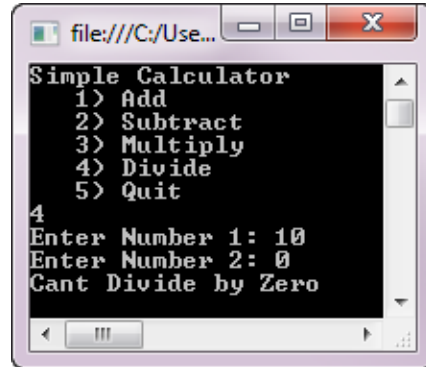 file:///C:/Use...
Simple Calculator
1) Add
2) Subtract
3) Multiply
4) Divide
5) Quit
4
Enter Number 1: 10
Enter Number 2: 0
Cant Divide by Zero